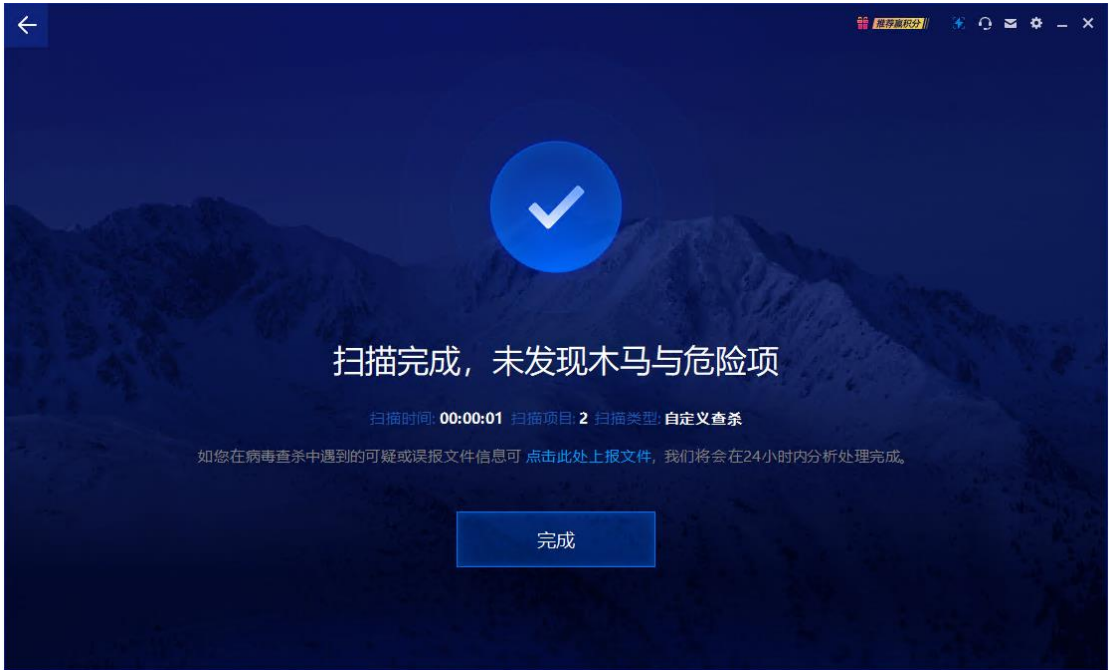 推荐赢积分
扫描完成，未发现木马与危险项
扫描时间: 00:00:01 扫描项目: 2 扫描类型: 自定义查杀
如您在病毒查杀中遇到的可疑或误报文件信息可 点击此处上报文件，我们将会在24小时内分析处理完成。
完成